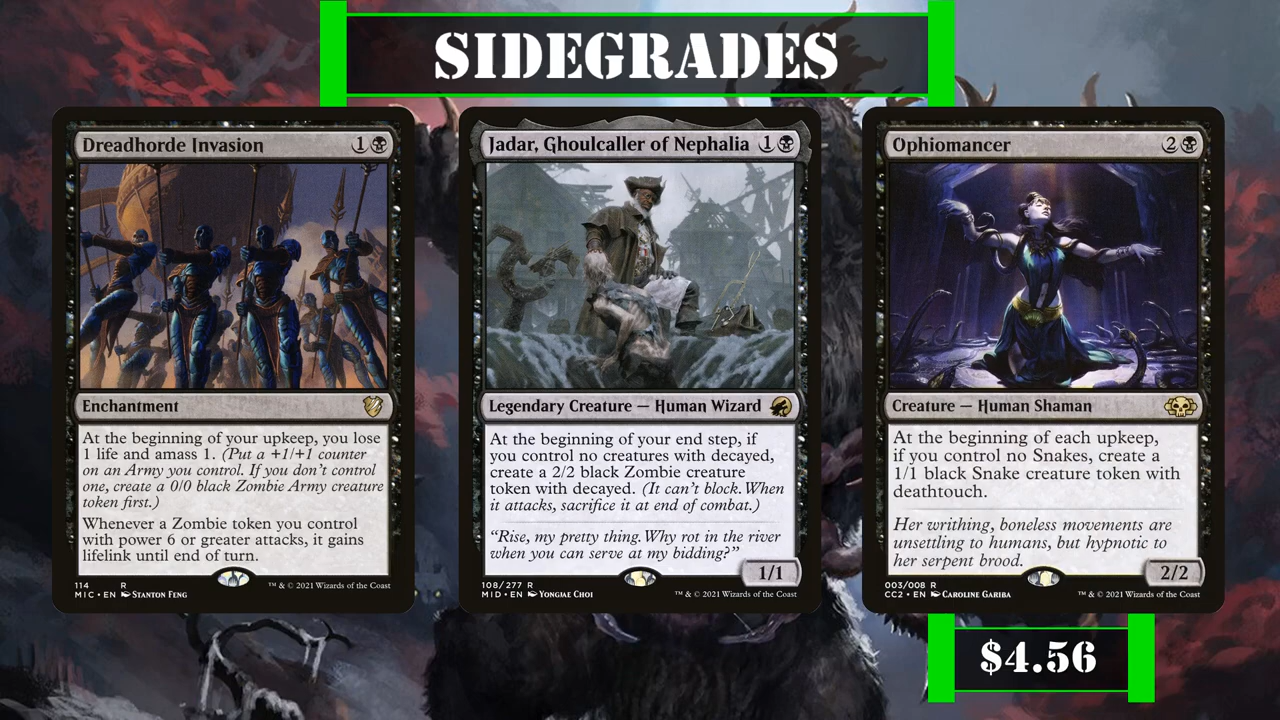 SIDEGRADES
Dreadhorde Invasion 1
Enchantment
At the beginning of your upkeep, you lose
1 life and amass 1. (Put a +1/+1 counter
on an Army you control. If you don't control
one, create a 0/0 black Zombie Army creature
token first.)
Whenever a Zombie token you control
with power 6 or greater attacks, it gains
lifelink until end of turn.
114 R
MIC • EN STANTON FENG
™ & © 2021 Wizards of the Coast
Jadar, Ghoulcaller of Nephalia 1
Legendary Creature — Human Wizard
At the beginning of your end step, if
you control no creatures with decayed,
create a 2/2 black Zombie creature
token with decayed. (It can't block. When
it attacks, sacrifice it at end of combat.)
“Rise, my pretty thing. Why rot in the river
when you can serve at my bidding?”
1/1
108/277 R
MID • EN YONGJAE CHOI
™ & © 2021 Wizards of the Coast
Ophiomancer 2
Creature — Human Shaman
At the beginning of each upkeep,
if you control no Snakes, create a
1/1 black Snake creature token with
deathtouch.
Her writhing, boneless movements are
unsettling to humans, but hypnotic to
her serpent brood.
2/2
003/008 R
CC2 • EN CAROLINE GARIBA
™ & © 2021 Wizards of the Coast
$4.56